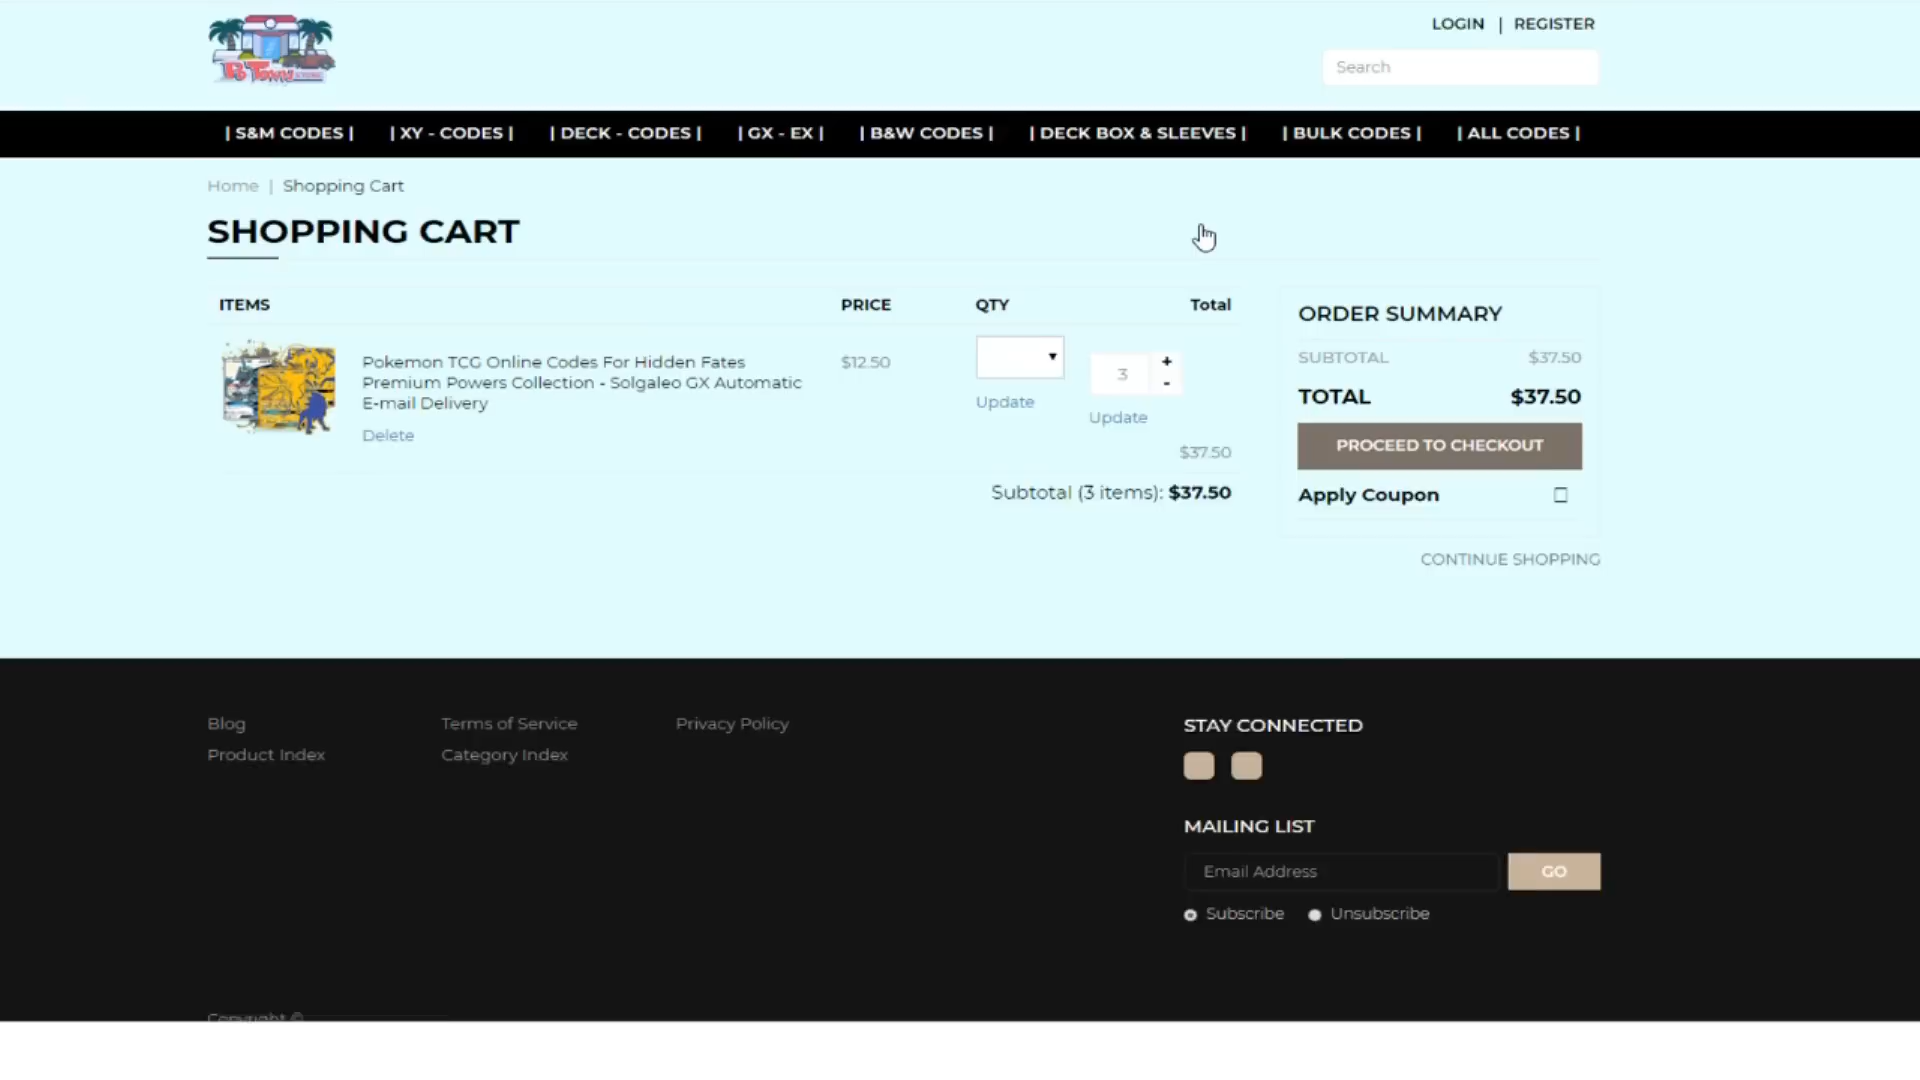 LOGIN | REGISTER
Search
| S&M CODES | | XY - CODES | | DECK - CODES | | GX - EX | | B&W CODES | | DECK BOX & SLEEVES | | BULK CODES | | ALL CODES |
Home | Shopping Cart
SHOPPING CART
ITEMS PRICE QTY Total
Pokemon TCG Online Codes For Hidden Fates
Premium Powers Collection - Solgaleo GX Automatic
E-mail Delivery
Delete
$12.50
Update
3
+
-
Update
$37.50
Subtotal (3 items): $37.50
ORDER SUMMARY
SUBTOTAL $37.50
TOTAL $37.50
PROCEED TO CHECKOUT
Apply Coupon
CONTINUE SHOPPING
Blog Terms of Service Privacy Policy
Product Index Category Index
STAY CONNECTED
MAILING LIST
Email Address GO
Subscribe Unsubscribe
Copyright ©